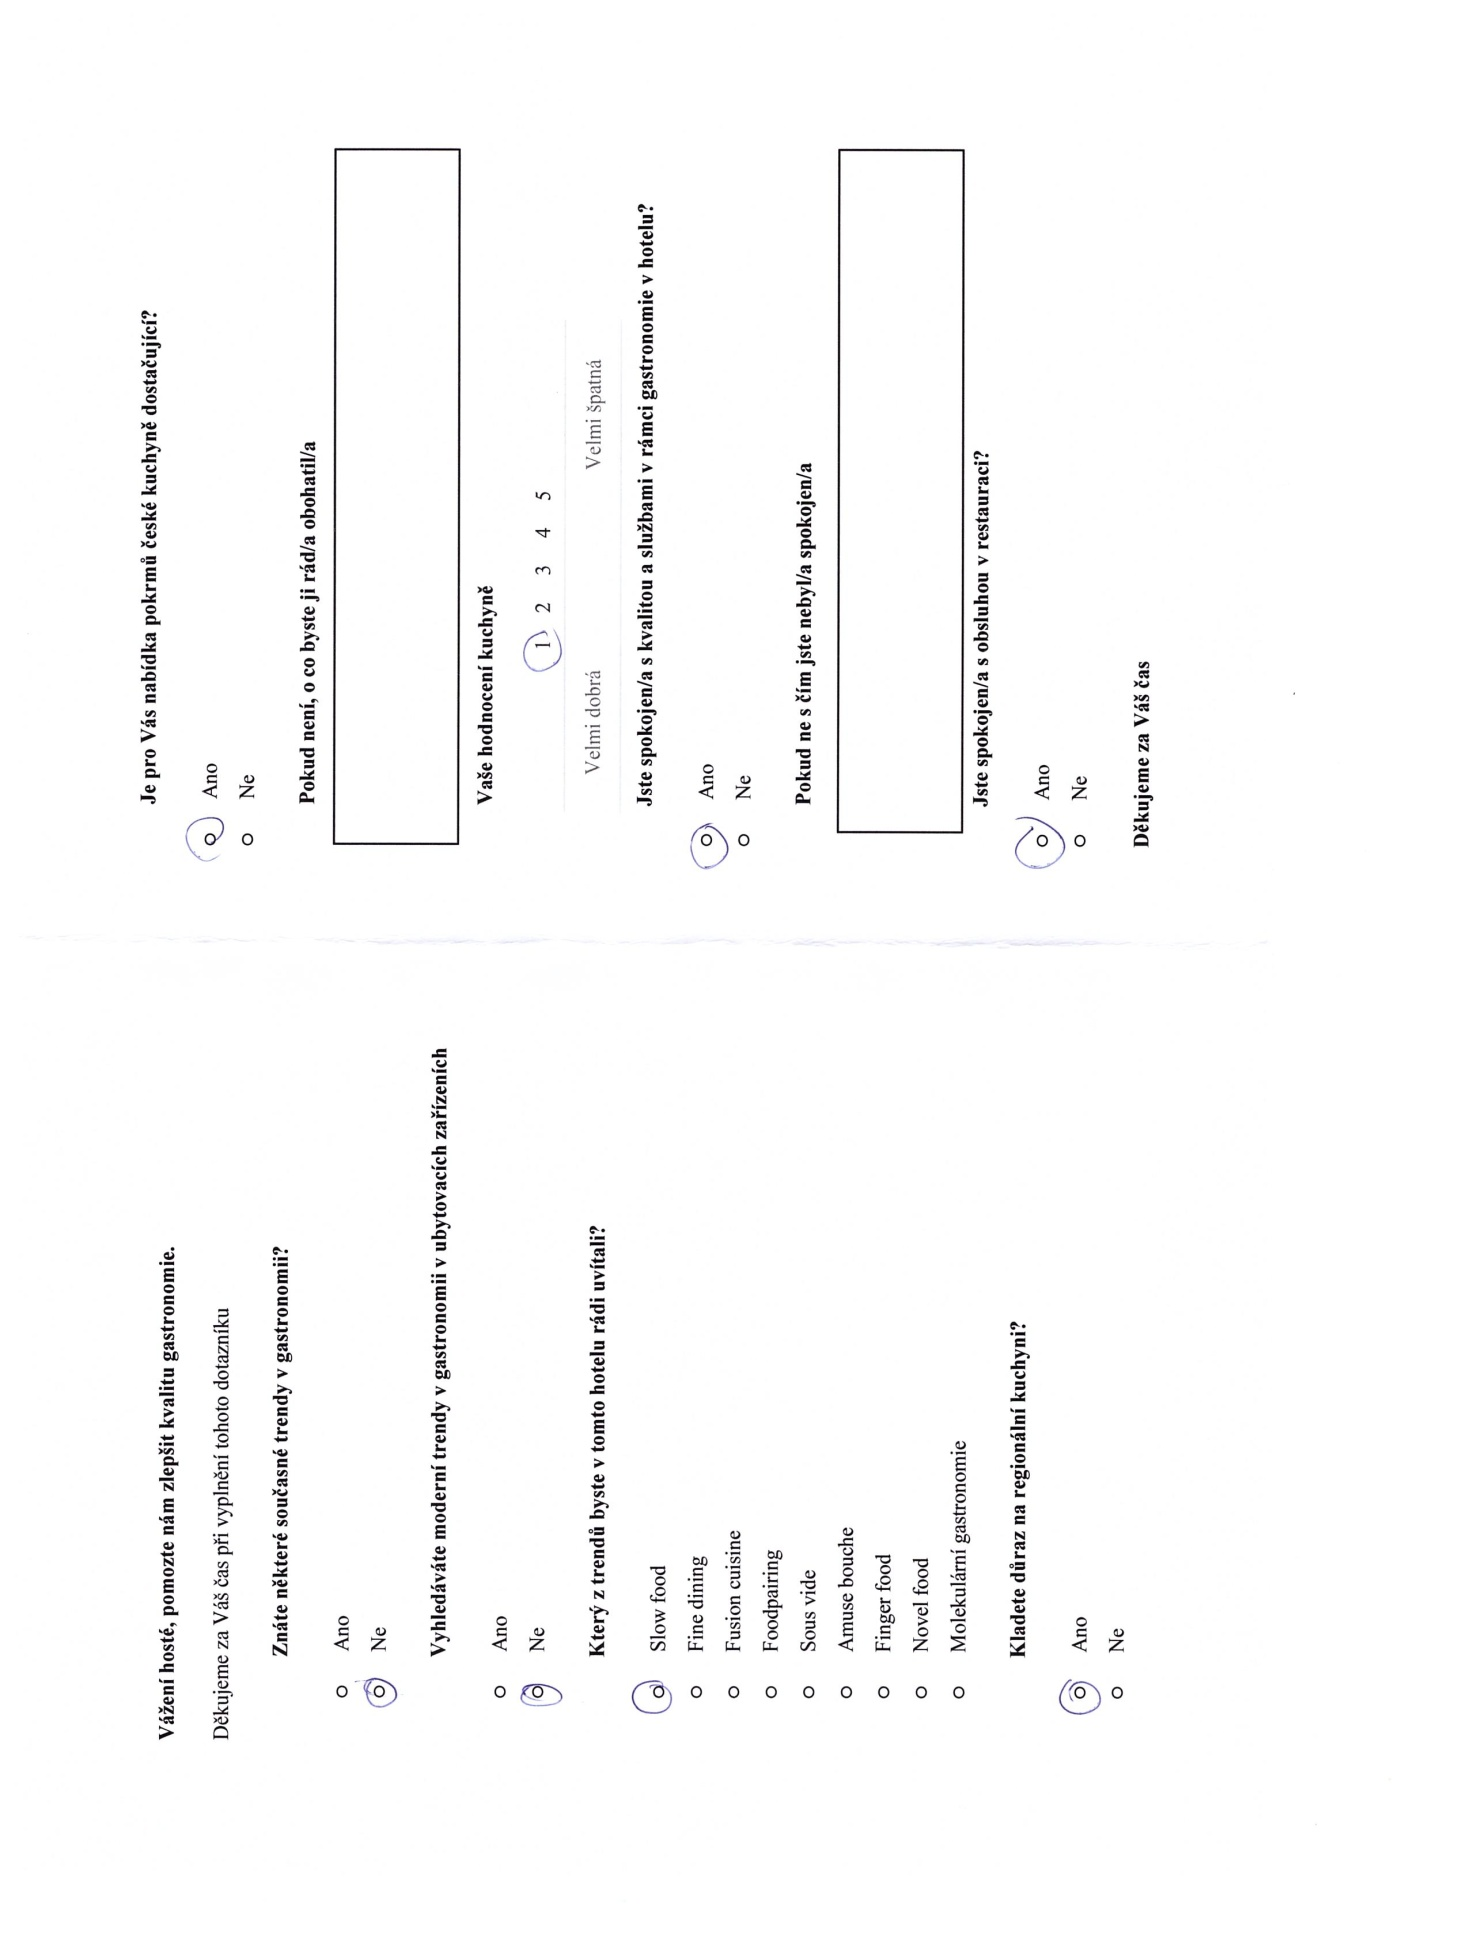 Vážení hosté, pomozte nám zlepšit kvalitu gastronomie.
Děkujeme za Váš čas při vyplnění tohoto dotazníku
Znáte některé současné trendy v gastronomii?
o Ano
o Ne
Vyhledáváte moderní trendy v gastronomii v ubytovacích zařízeních
o Ano
o Ne
Který z trendů byste v tomto hotelu rádi uvítali?
o Slow food
o Fine dining
o Fusion cuisine
o Foodpairing
o Sous vide
o Amuse bouche
o Finger food
o Novel food
o Molekulární gastronomie
Kladete důraz na regionální kuchyni?
o Ano
o Ne
Je pro Vás nabídka pokrmů české kuchyně dostačující?
o Ano
o Ne
Pokud není, o co byste ji rád/a obohatil/a
Vaše hodnocení kuchyně
1 2 3 4 5
Velmi dobrá Velmi špatná
Jste spokojen/a s kvalitou a službami v rámci gastronomie v hotelu?
o Ano
o Ne
Pokud ne s čím jste nebyl/a spokojen/a
Jste spokojen/a s obsluhou v restauraci?
o Ano
o Ne
Děkujeme za Váš čas